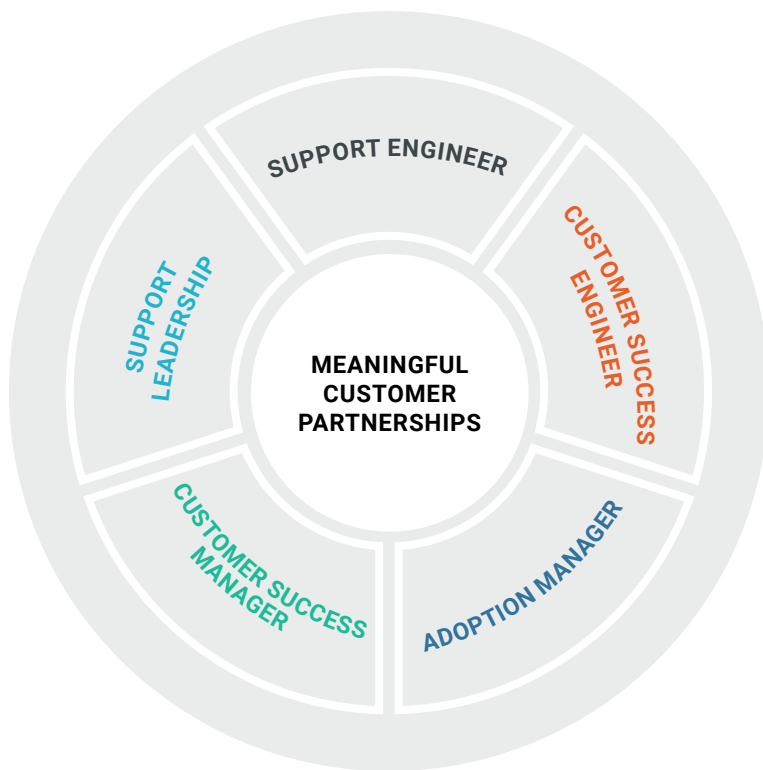 SUPPORT ENGINEER
CUSTOMER SUCCESS
ENGINEER
ADOPTION MANAGER
CUSTOMER SUCCESS
MANAGER
SUPPORT
LEADERSHIP
MEANINGFUL
CUSTOMER
PARTNERSHIPS